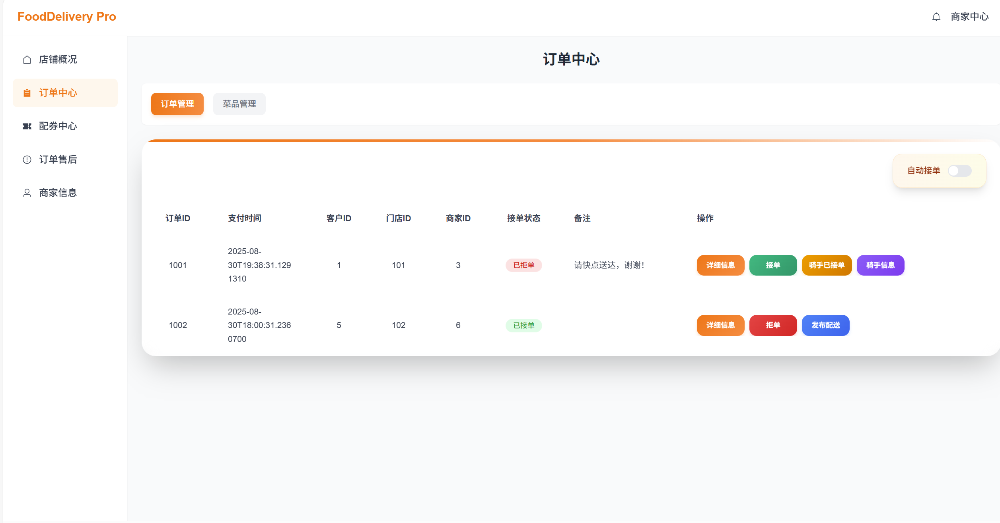 FoodDelivery Pro
商家中心
店铺概况
订单中心
配券中心
订单售后
商家信息
订单中心
订单管理 菜品管理
自动接单
订单ID 支付时间 客户ID 门店ID 商家ID 接单状态 备注 操作
1001 2025-08-30T19:38:31.1291310 1 101 3 已拒单 请快点送达，谢谢！ 详细信息 接单 骑手已接单 骑手信息
1002 2025-08-30T18:00:31.2360700 5 102 6 已接单 详细信息 拒单 发布配送